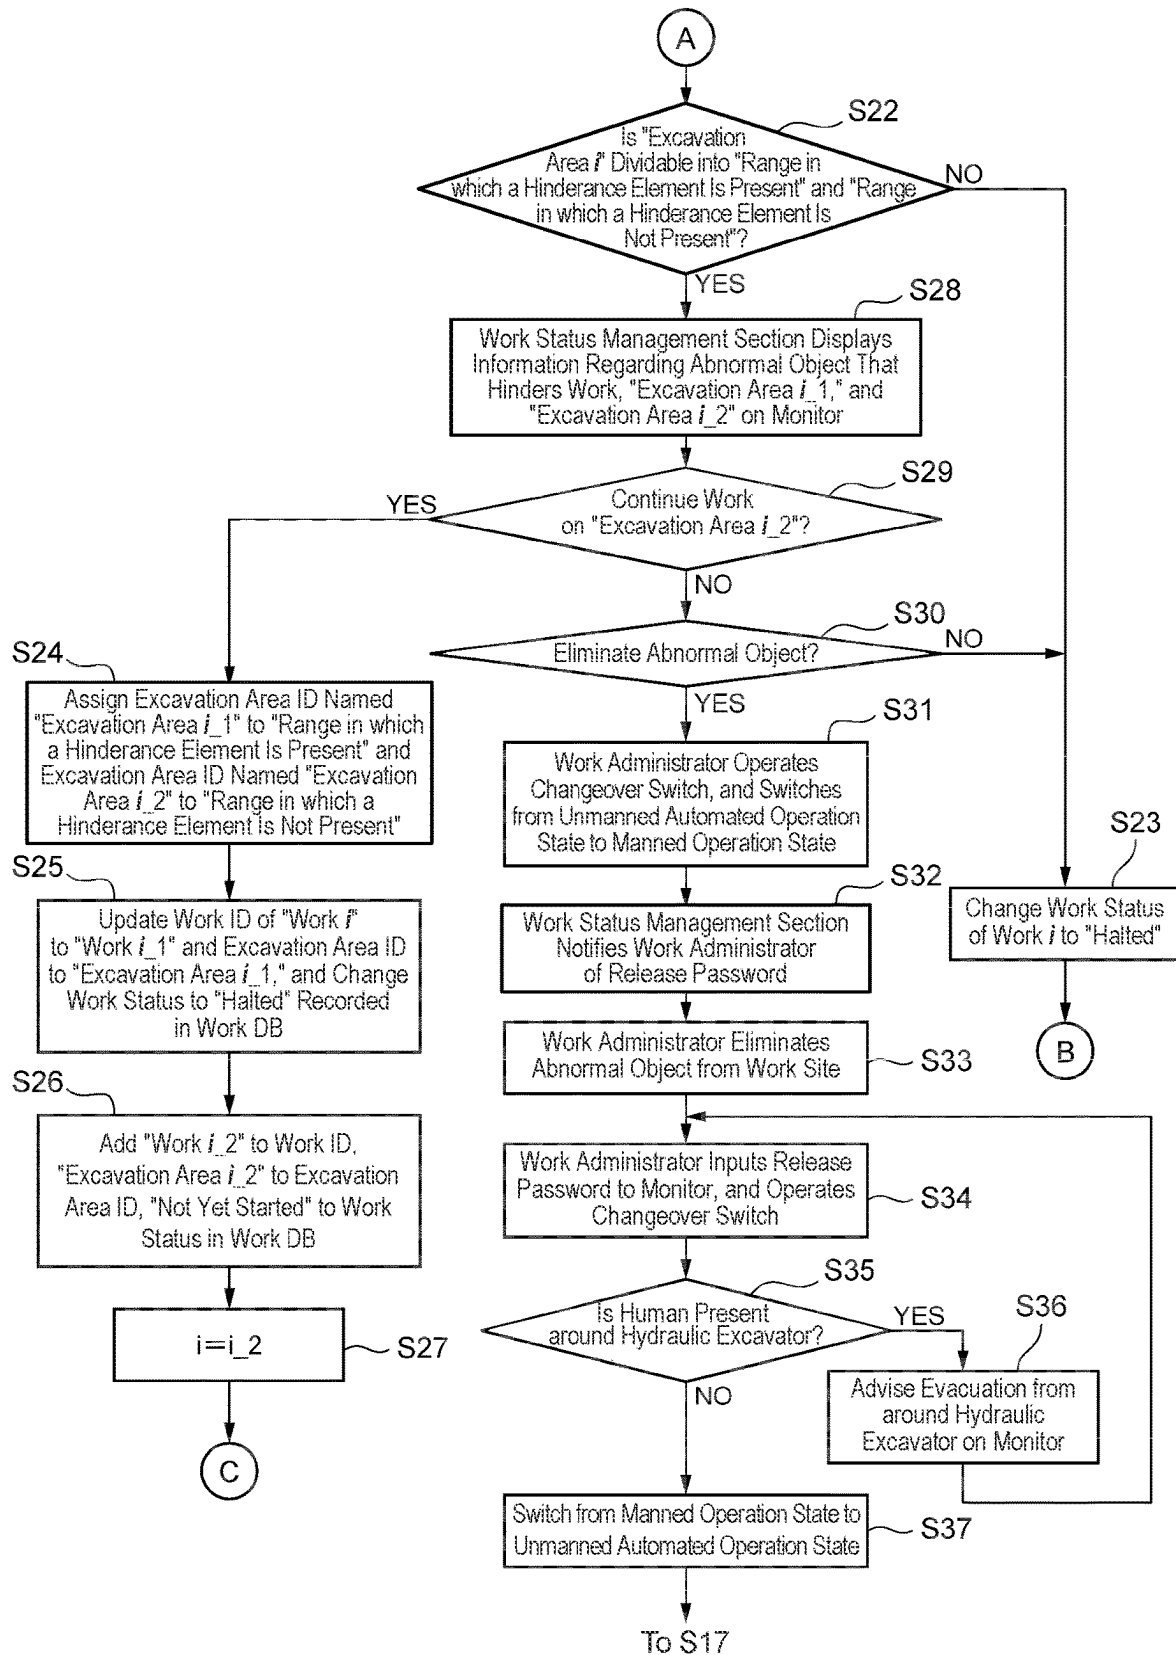 A
S22
Is "Excavation
Area i" Dividable into "Range in
which a Hinderance Element Is Present" and "Range
in which a Hinderance Element Is
Not Present"?
NO
YES
S28
Work Status Management Section Displays
Information Regarding Abnormal Object That
Hinders Work, "Excavation Area i_1," and
"Excavation Area i_2" on Monitor
S29
YES
Continue Work
on "Excavation Area i_2"?
NO
S30
Eliminate Abnormal Object?
NO
YES
S24
Assign Excavation Area ID Named
"Excavation Area i_1" to "Range in which
a Hinderance Element Is Present" and
Excavation Area ID Named "Excavation
Area i_2" to "Range in which a
Hinderance Element Is Not Present"
S31
Work Administrator Operates
Changeover Switch, and Switches
from Unmanned Automated Operation
State to Manned Operation State
S23
Change Work Status
of Work i to "Halted"
B
S25
Update Work ID of "Work i"
to "Work i_1" and Excavation Area ID
to "Excavation Area i_1," and Change
Work Status to "Halted" Recorded
in Work DB
S32
Work Status Management Section
Notifies Work Administrator
of Release Password
Work Administrator Eliminates
Abnormal Object from Work Site
S33
S26
Add "Work i_2" to Work ID,
"Excavation Area i_2" to Excavation
Area ID, "Not Yet Started" to Work
Status in Work DB
Work Administrator Inputs Release
Password to Monitor, and Operates
Changeover Switch
S34
S35
Is Human Present
around Hydraulic Excavator?
YES
NO
S36
Advise Evacuation from
around Hydraulic
Excavator on Monitor
i=i_2
S27
C
Switch from Manned Operation State to
Unmanned Automated Operation State
S37
To S17